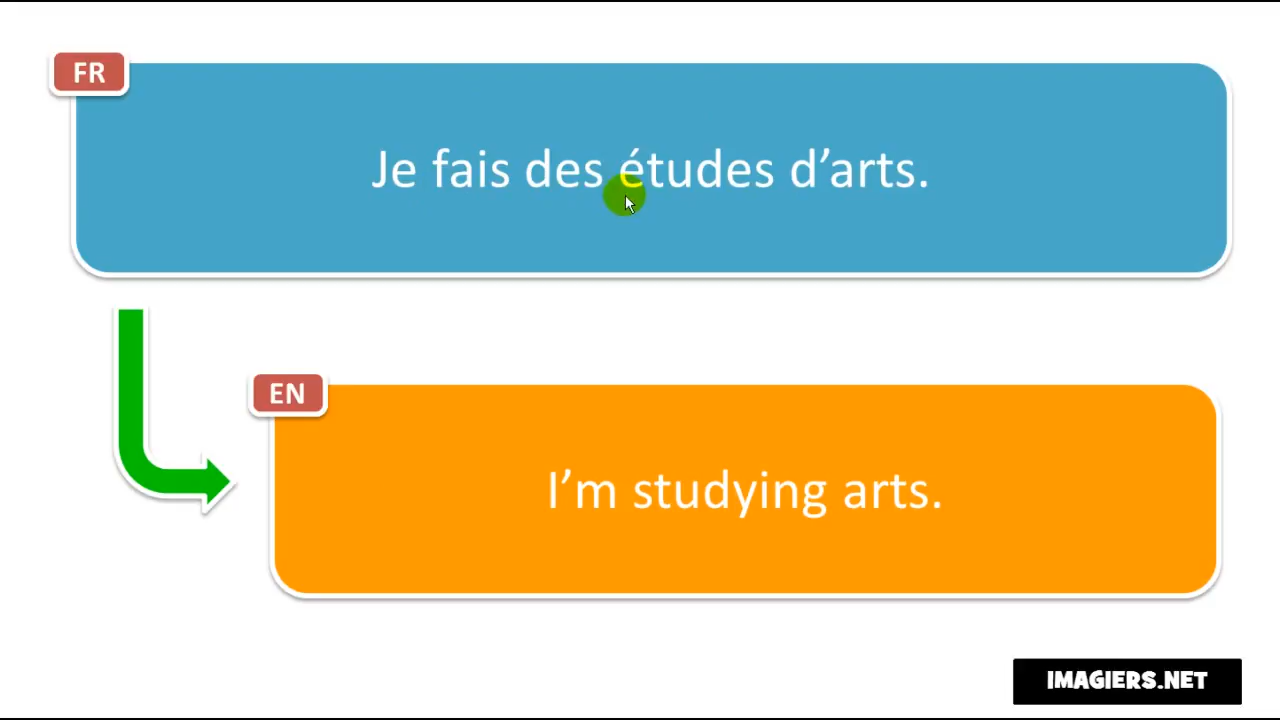 FR
Je fais des études d’arts.
EN
I’m studying arts.
IMAGIERS.NET